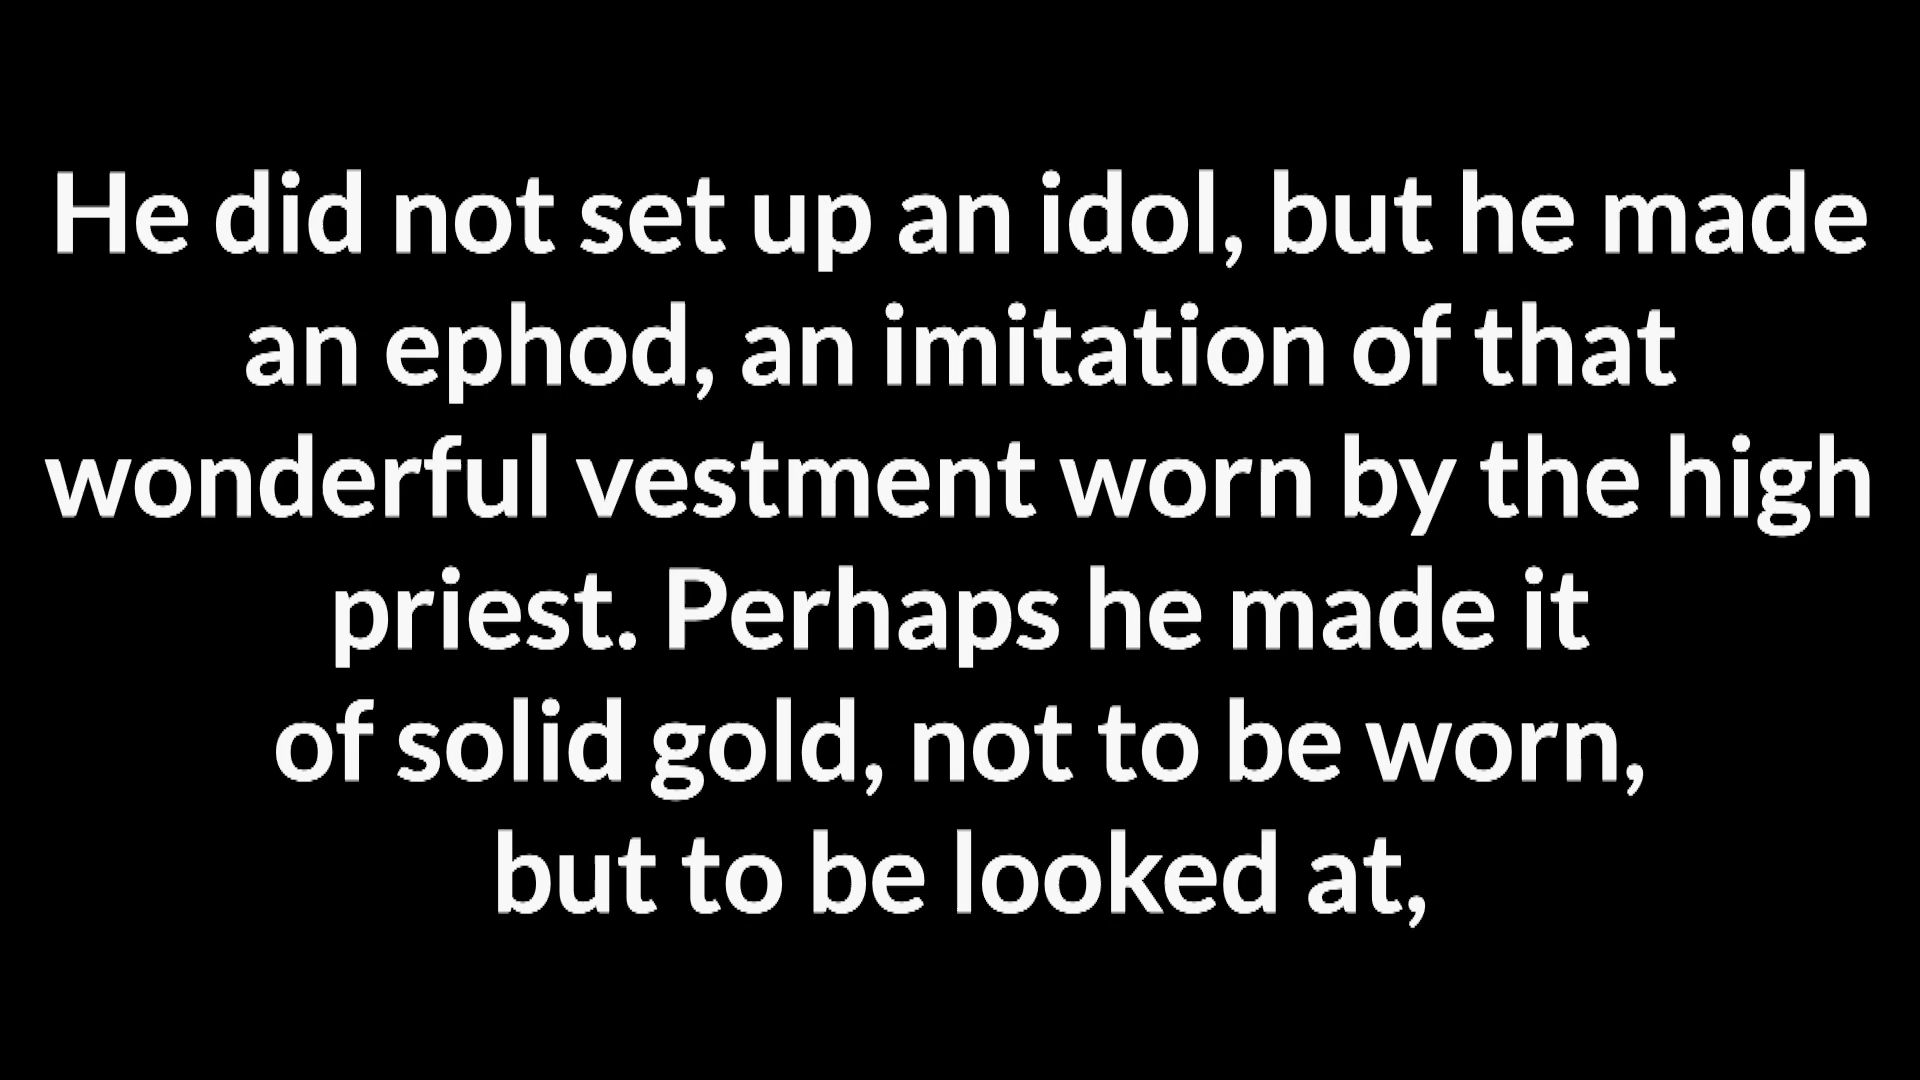 He did not set up an idol, but he made
an ephod, an imitation of that
wonderful vestment worn by the high
priest. Perhaps he made it
of solid gold, not to be worn,
but to be looked at,